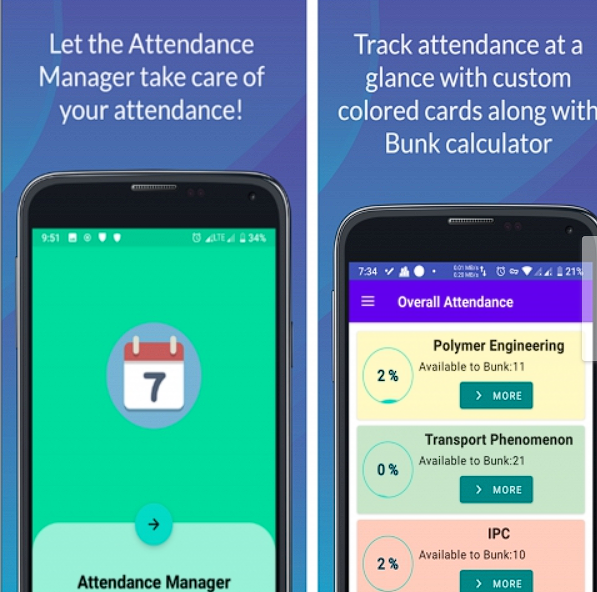 Let the Attendance
Manager take care of
your attendance!
9:51
LTE
34%
7
Attendance Manager
Track attendance at a
glance with custom
colored cards along with
Bunk calculator
7:34
21%
Overall Attendance
Polymer Engineering
2 %
Available to Bunk:11
MORE
Transport Phenomenon
0 %
Available to Bunk:21
MORE
IPC
2 %
Available to Bunk:10
MORE